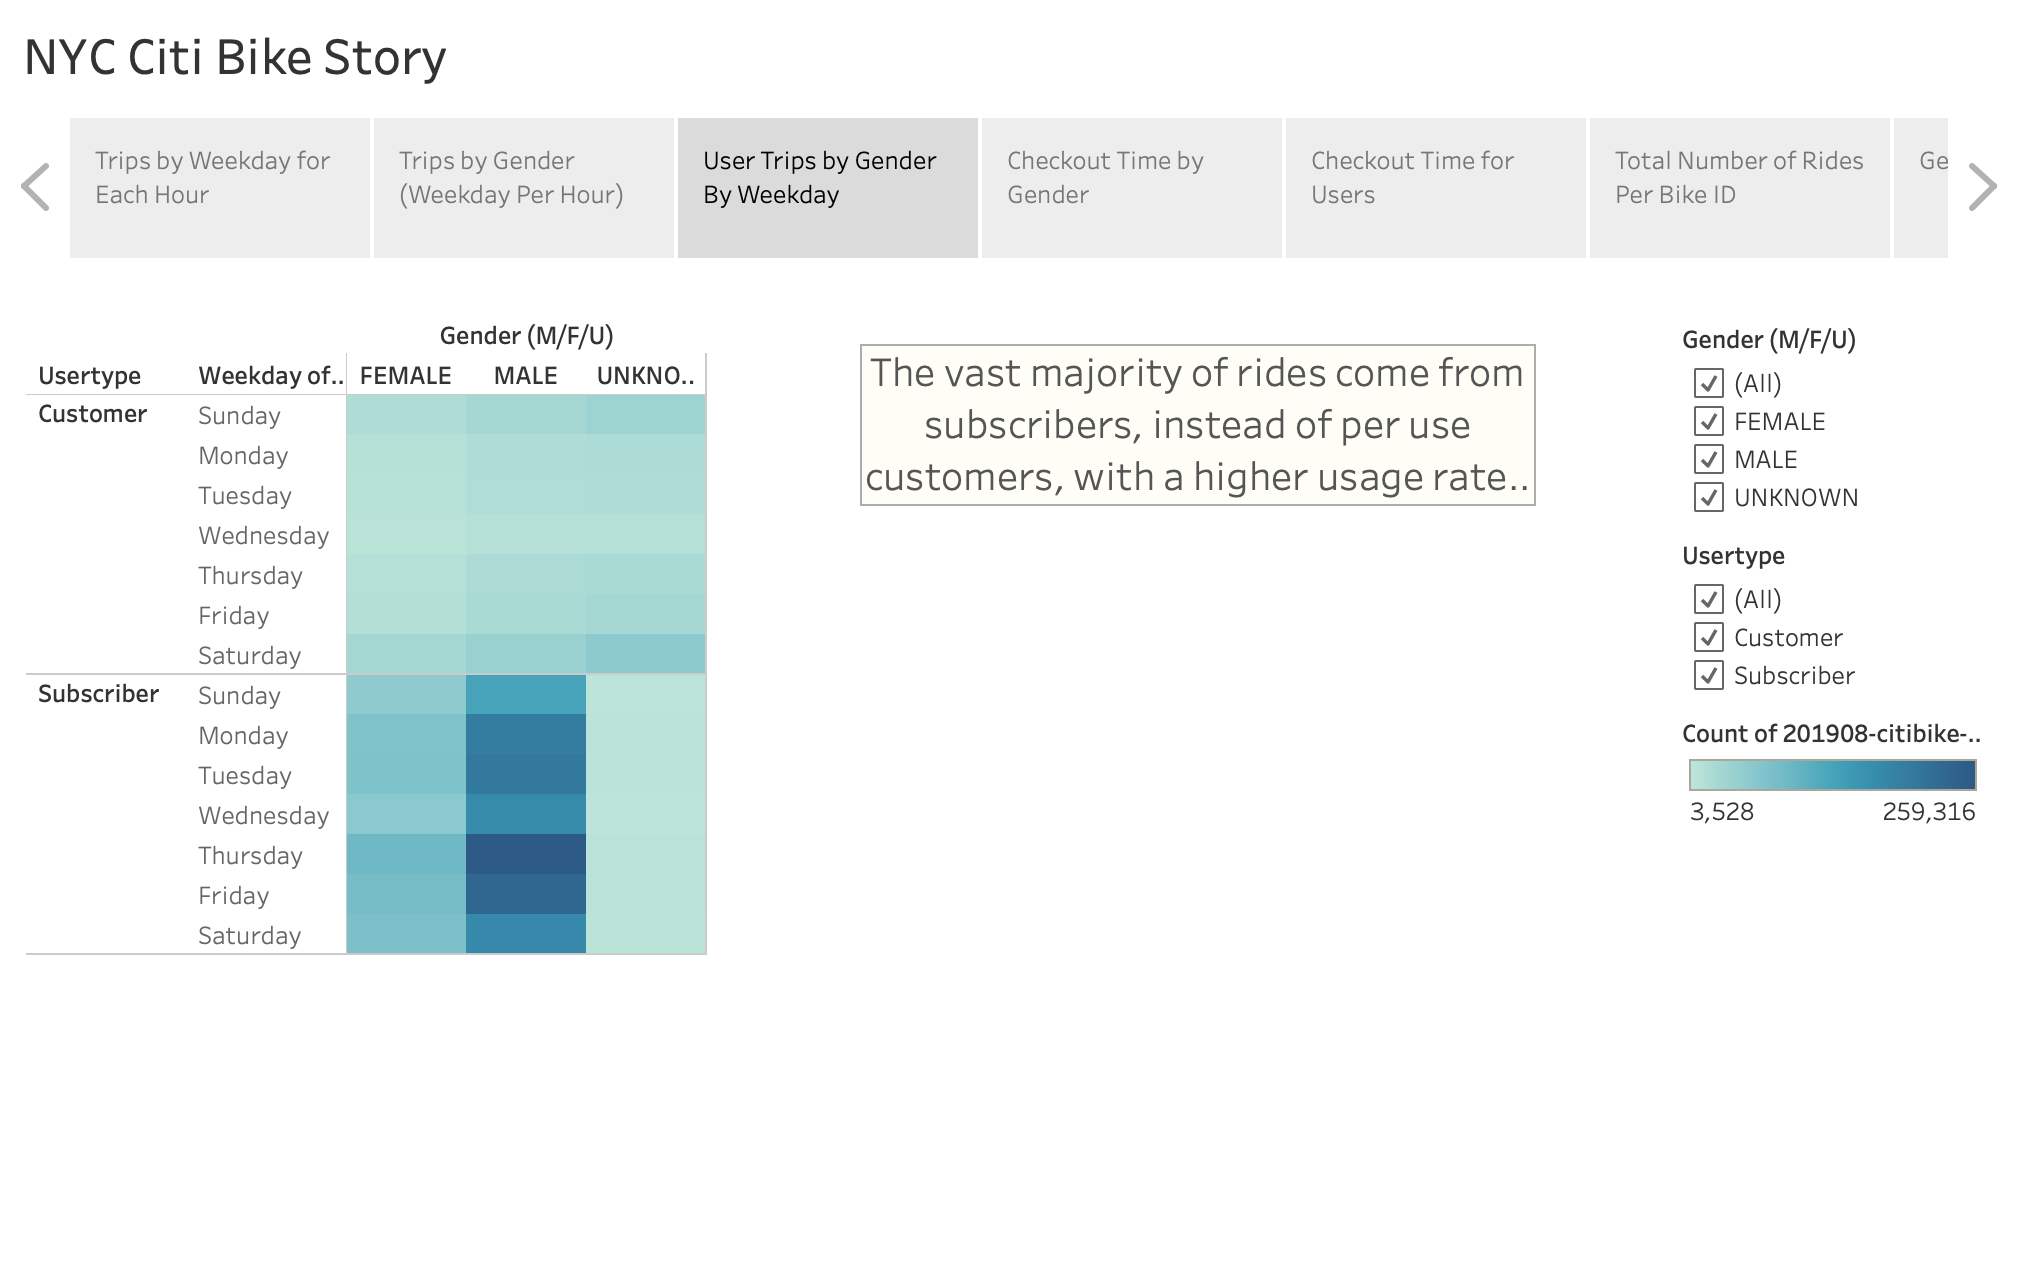 NYC Citi Bike Story
Trips by Weekday for
Each Hour
Trips by Gender
(Weekday Per Hour)
User Trips by Gender
By Weekday
Checkout Time by
Gender
Checkout Time for
Users
Total Number of Rides
Per Bike ID
Ge
Gender (M/F/U)
Usertype Weekday of.. FEMALE MALE UNKNO..
Customer Sunday
Monday
Tuesday
Wednesday
Thursday
Friday
Saturday
Subscriber Sunday
Monday
Tuesday
Wednesday
Thursday
Friday
Saturday
The vast majority of rides come from
subscribers, instead of per use
customers, with a higher usage rate..
Gender (M/F/U)
(All)
FEMALE
MALE
UNKNOWN
Usertype
(All)
Customer
Subscriber
Count of 201908-citibike-..
3,528 259,316